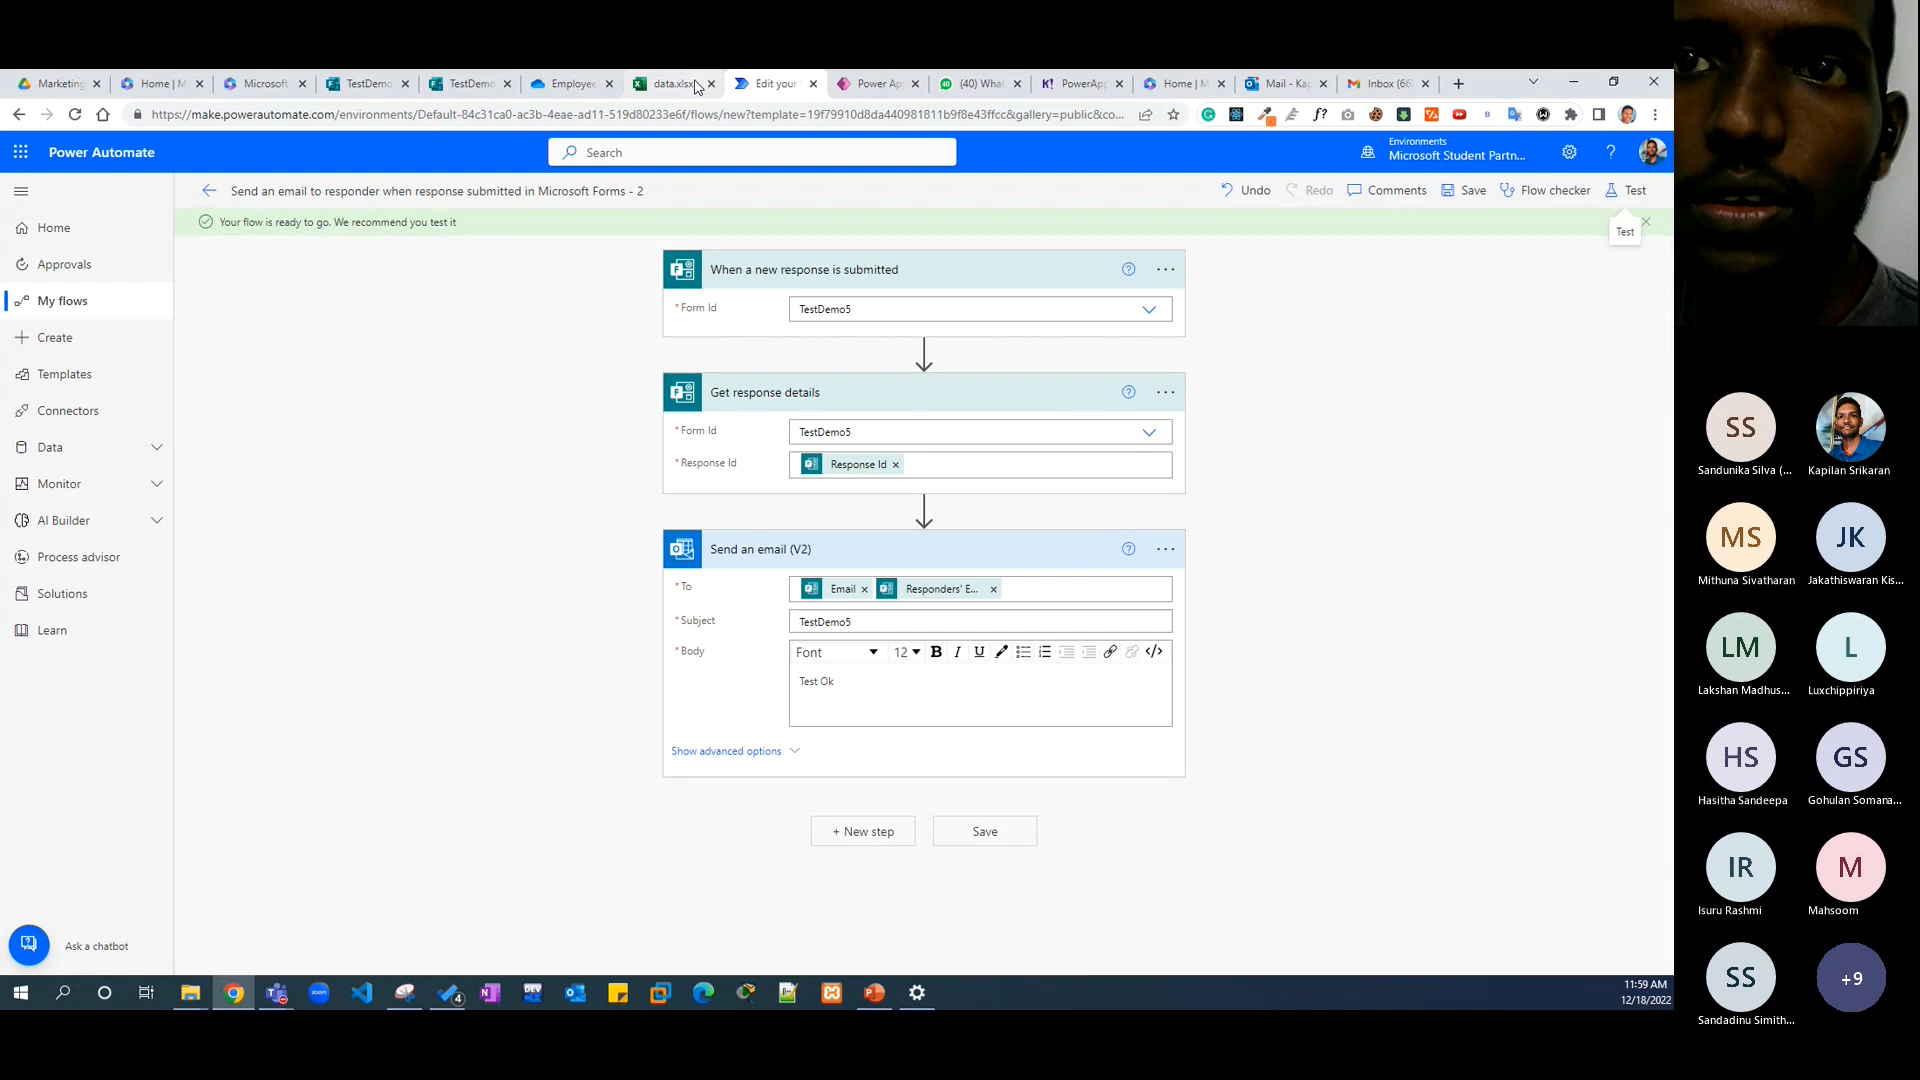 Marketing
Home | M
Microsoft
TestDemo
TestDemo
Employee
data.xlsx
Edit your
Power Ap
(40) What
PowerApp
Home | M
Mail - Kap
Inbox (66
https://make.powerautomate.com/environments/Default-84c31ca0-ac3b-4eae-ad11-519d80233e6f/flows/new?template=19f79910d8da440981811b9f8e43ffcc&gallery=public&co...
Power Automate
Search
Environments
Microsoft Student Partn...
Send an email to responder when response submitted in Microsoft Forms - 2
Undo
Redo
Comments
Save
Flow checker
Test
Your flow is ready to go. We recommend you test it
Test
Home
Approvals
My flows
Create
Templates
Connectors
Data
Monitor
AI Builder
Process advisor
Solutions
Learn
Ask a chatbot
When a new response is submitted
* Form Id
TestDemo5
Get response details
* Form Id
TestDemo5
* Response Id
Response Id
Send an email (V2)
* To
Email
Responders' E...
* Subject
TestDemo5
* Body
Font
12
Test Ok
Show advanced options
+ New step
Save
11:59 AM
12/18/2022
SS
Sandunika Silva (...
Kapilan Srikaran
MS
Mithuna Sivatharan
JK
Jakathiswaran Kis...
LM
Lakshan Madhus...
L
Luxchippiriya
HS
Hasitha Sandeepa
GS
Gohulan Somana...
IR
Isuru Rashmi
M
Mahsoom
SS
Sandadinu Simith...
+9